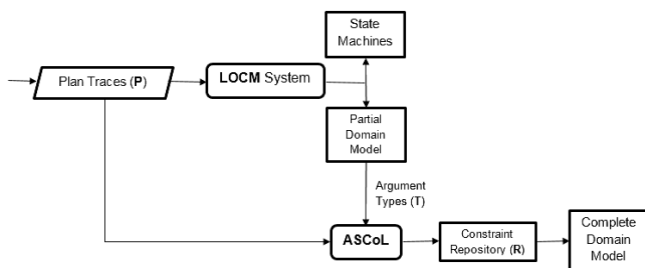 State
Machines
Plan Traces (P)
LOCM System
Partial
Domain
Model
Argument
Types (T)
ASCoL
Constraint
Repository (R)
Complete
Domain
Model